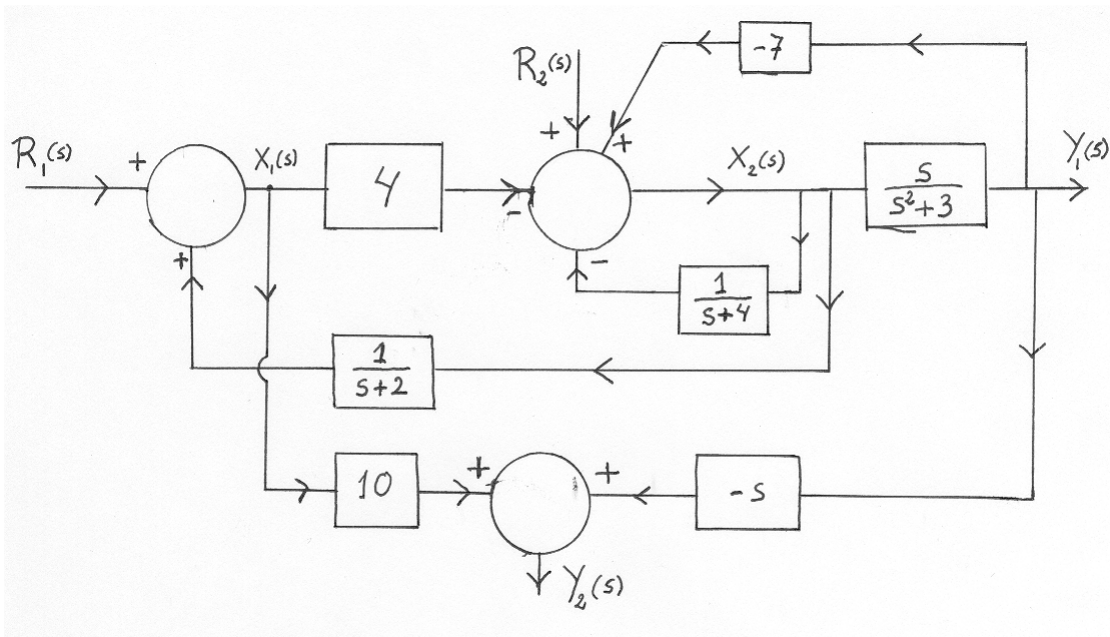 -7
R₂(s)
+
+
R₁(s)
+
X₁(s)
4
-
X₂(s)
s
s²+3
Y₁(s)
+
-
1
s+4
1
s+2
+
10
+
-s
Y₂(s)